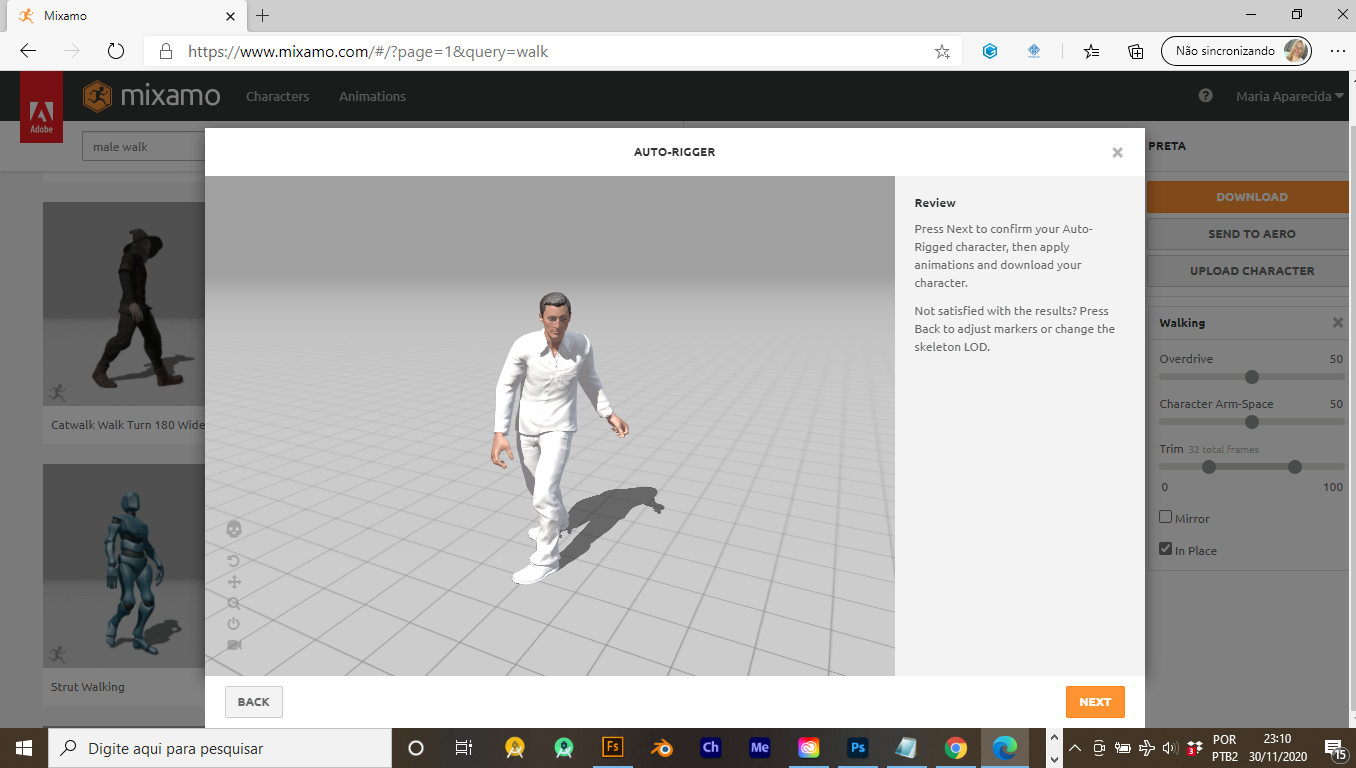 Mixamo
https://www.mixamo.com/#/?page=1&query=walk
Não sincronizando
Adobe
mixamo
Characters
Animations
Maria Aparecida
male walk
AUTO-RIGGER
PRETA
Review
Press Next to confirm your Auto-
Rigged character, then apply
animations and download your
character.
Not satisfied with the results? Press
Back to adjust markers or change the
skeleton LOD.
DOWNLOAD
SEND TO AERO
UPLOAD CHARACTER
Walking
Overdrive 50
Character Arm-Space 50
Trim 32 total frames
0 100
Mirror
In Place
Catwalk Walk Turn 180 Wide
Strut Walking
BACK
NEXT
Digite aqui para pesquisar
Fs
Ch
Me
Ps
3
POR
PTB2
23:10
30/11/2020
15